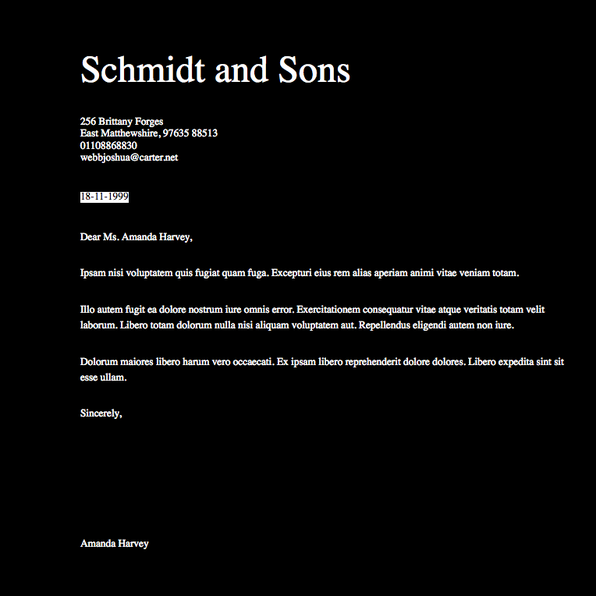 Schmidt and Sons
256 Brittany Forges
East Matthewshire, 97635 88513
01108868830
webbjoshua@carter.net
18-11-1999
Dear Ms. Amanda Harvey,
Ipsam nisi voluptatem quis fugiat quam fuga. Excepturi eius rem alias aperiam animi vitae veniam totam.
Illo autem fugit ea dolore nostrum iure omnis error. Exercitationem consequatur vitae atque veritatis totam velit
laborum. Libero totam dolorum nulla nisi aliquam voluptatem aut. Repellendus eligendi autem non iure.
Dolorum maiores libero harum vero occaecati. Ex ipsam libero reprehenderit dolore dolores. Libero expedita sint sit
esse ullam.
Sincerely,
Amanda Harvey